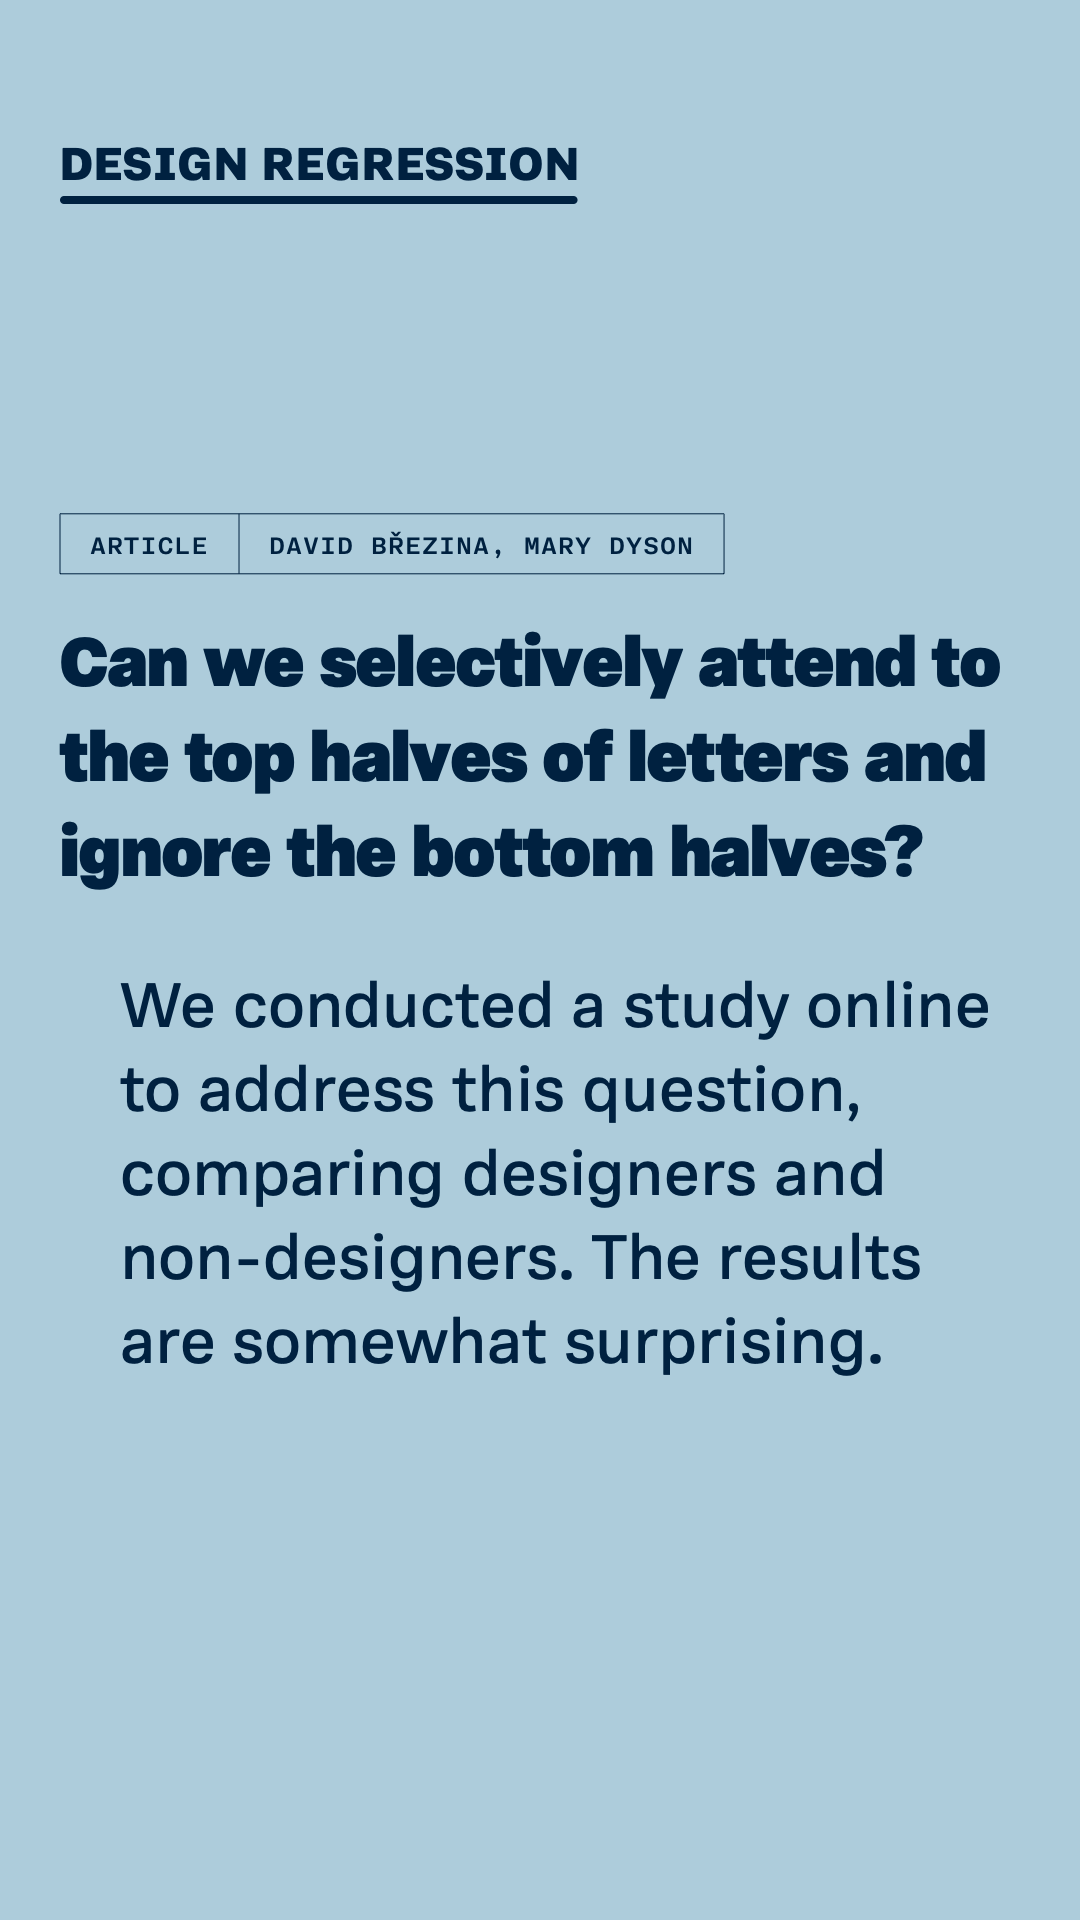 DESIGN REGRESSION
ARTICLE DAVID BŘEZINA, MARY DYSON
Can we selectively attend to
the top halves of letters and
ignore the bottom halves?
We conducted a study online
to address this question,
comparing designers and
non-designers. The results
are somewhat surprising.